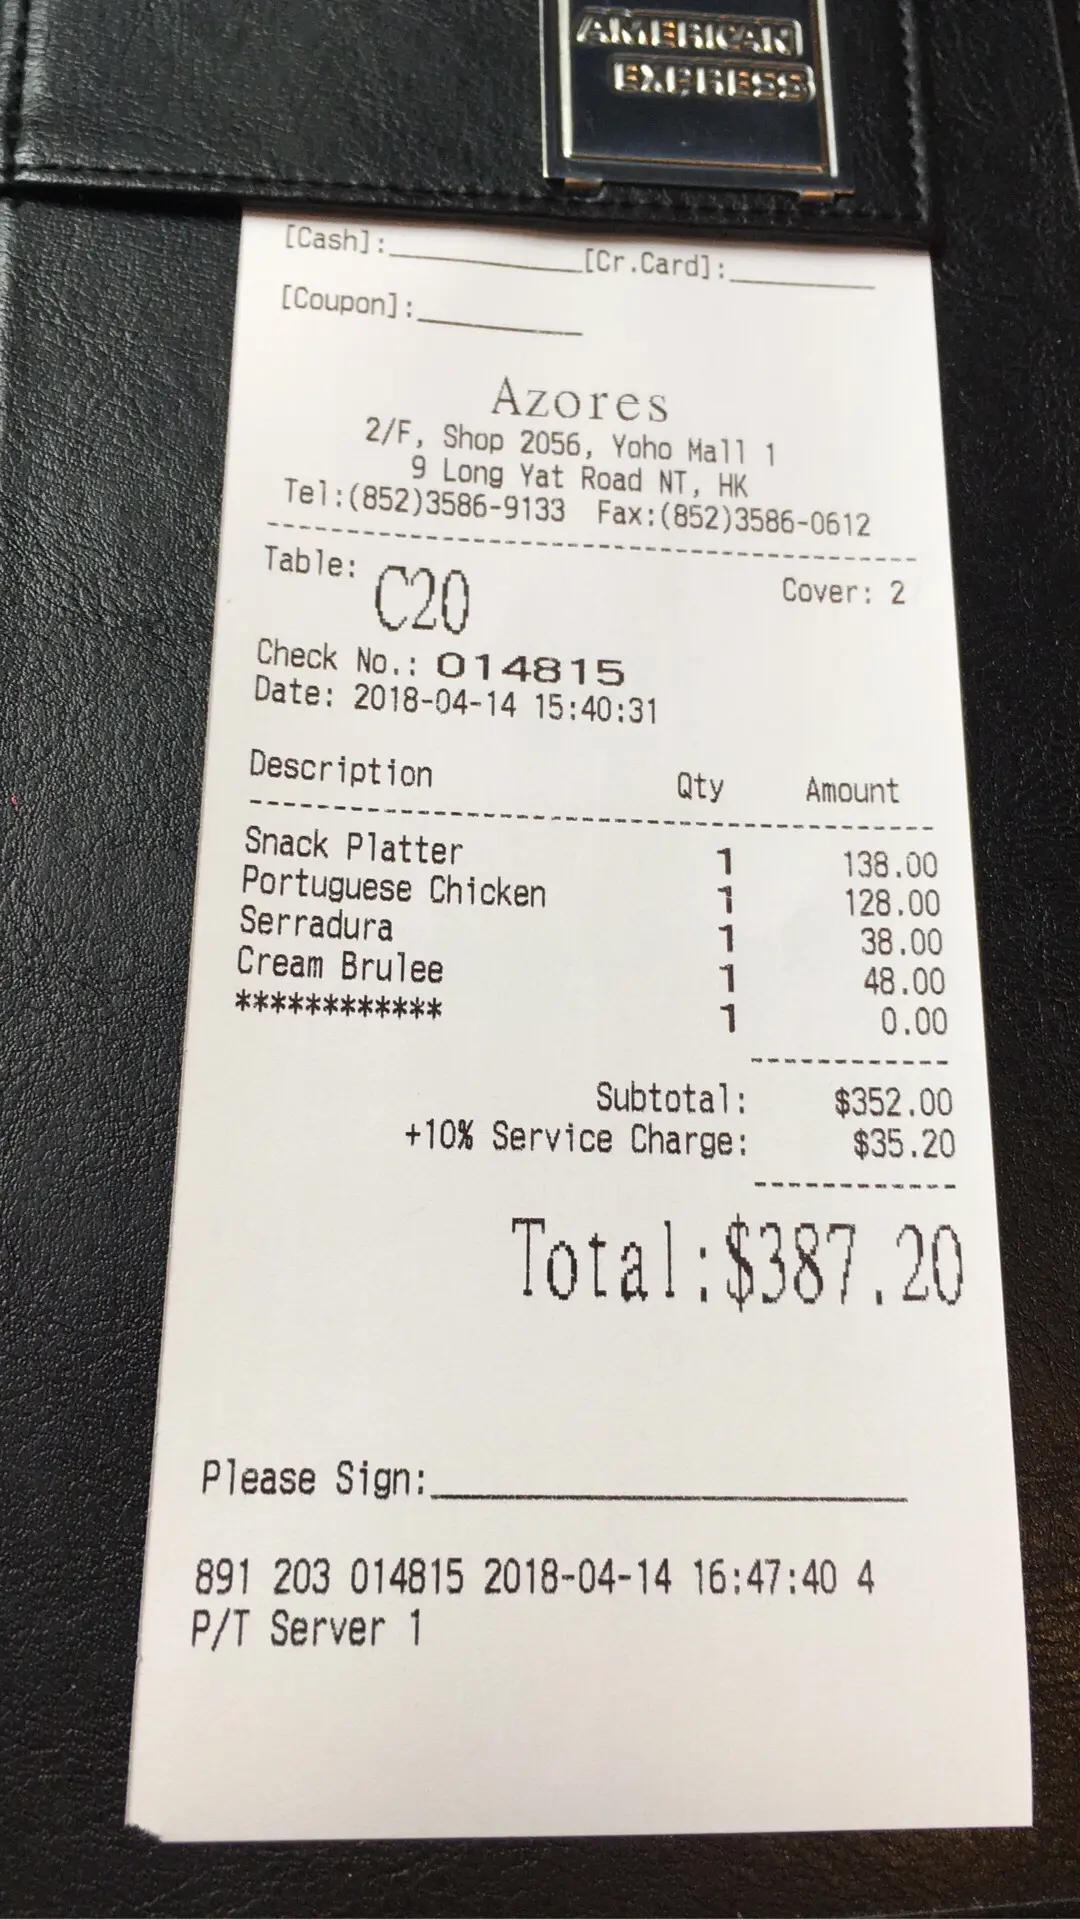 AMERICAN
EXPRESS
[Cash]:__________[Cr.Card]:________
[Coupon]:_________
Azores
2/F, Shop 2056, Yoho Mall 1
9 Long Yat Road NT, HK
Tel:(852)3586-9133 Fax:(852)3586-0612
----------------------------------------
Table: C20 Cover: 2
Check No.: 014815
Date: 2018-04-14 15:40:31
Description Qty Amount
----------------------------------------
Snack Platter 1 138.00
Portuguese Chicken 1 128.00
Serradura 1 38.00
Cream Brulee 1 48.00
************ 1 0.00
------------
Subtotal: $352.00
+10% Service Charge: $35.20
------------
Total:$387.20
Please Sign:_________________________
891 203 014815 2018-04-14 16:47:40 4
P/T Server 1